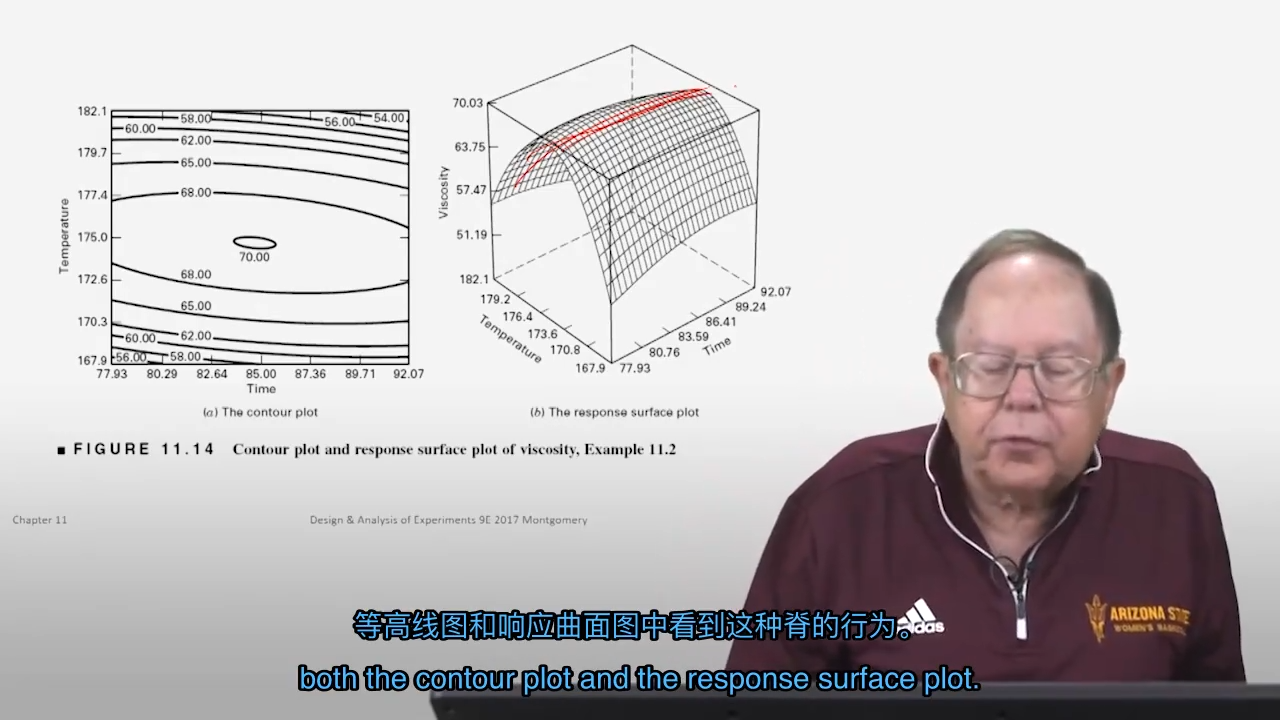 182.1
58.00
56.00
54.00
60.00
62.00
179.7
65.00
177.4
68.00
Temperature
175.0
70.00
172.6
68.00
65.00
170.3
60.00
62.00
167.9
56.00
58.00
77.93 80.29 82.64 85.00 87.36 89.71 92.07
Time
(a) The contour plot
70.03
63.75
57.47
51.19
Viscosity
182.1
179.2
176.4
173.6
170.8
167.9
Temperature
77.93
80.76
83.59
86.41
89.24
92.07
Time
(b) The response surface plot
■ FIGURE 11.14 Contour plot and response surface plot of viscosity, Example 11.2
Chapter 11
Design & Analysis of Experiments 9E 2017 Montgomery
adidas
ARIZONA STATE
等高线图和响应曲面图中看到这种脊的行为。
both the contour plot and the response surface plot.